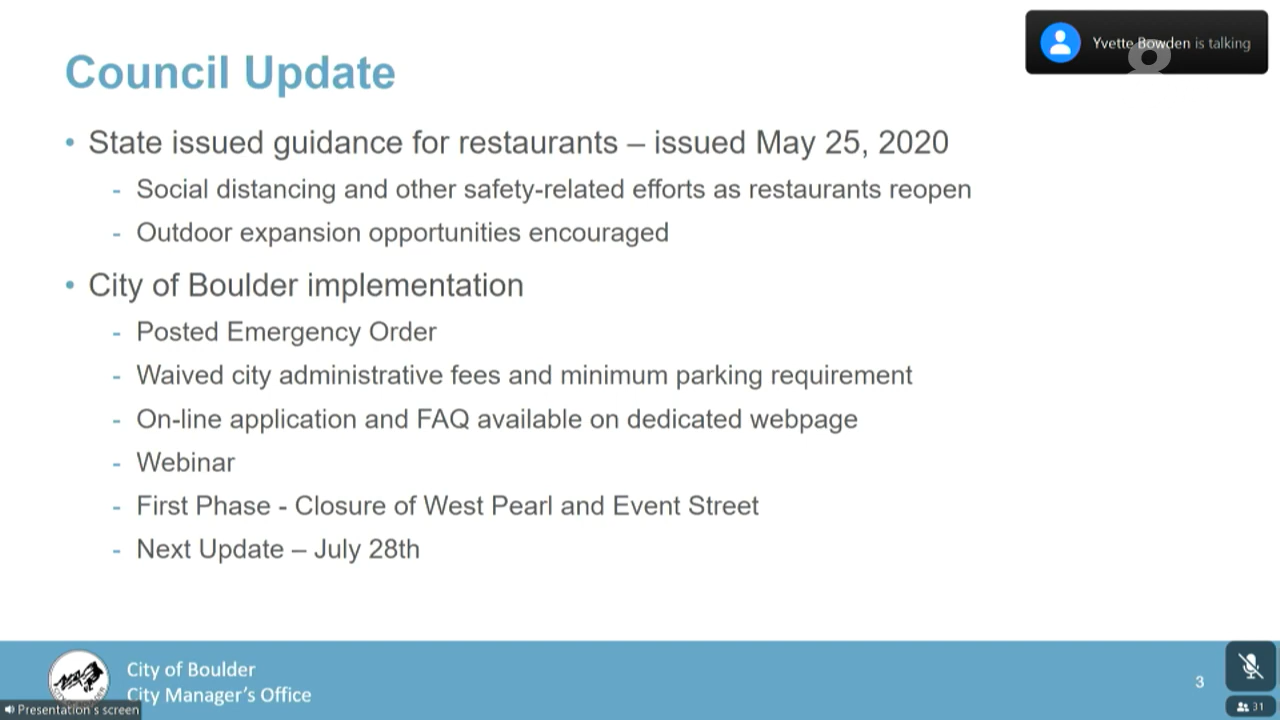 Council Update
Yvette Bowden is talking
8
• State issued guidance for restaurants – issued May 25, 2020
- Social distancing and other safety-related efforts as restaurants reopen
- Outdoor expansion opportunities encouraged
• City of Boulder implementation
- Posted Emergency Order
- Waived city administrative fees and minimum parking requirement
- On-line application and FAQ available on dedicated webpage
- Webinar
- First Phase - Closure of West Pearl and Event Street
- Next Update – July 28th
City of Boulder
City Manager's Office
3
Presentation's screen
31